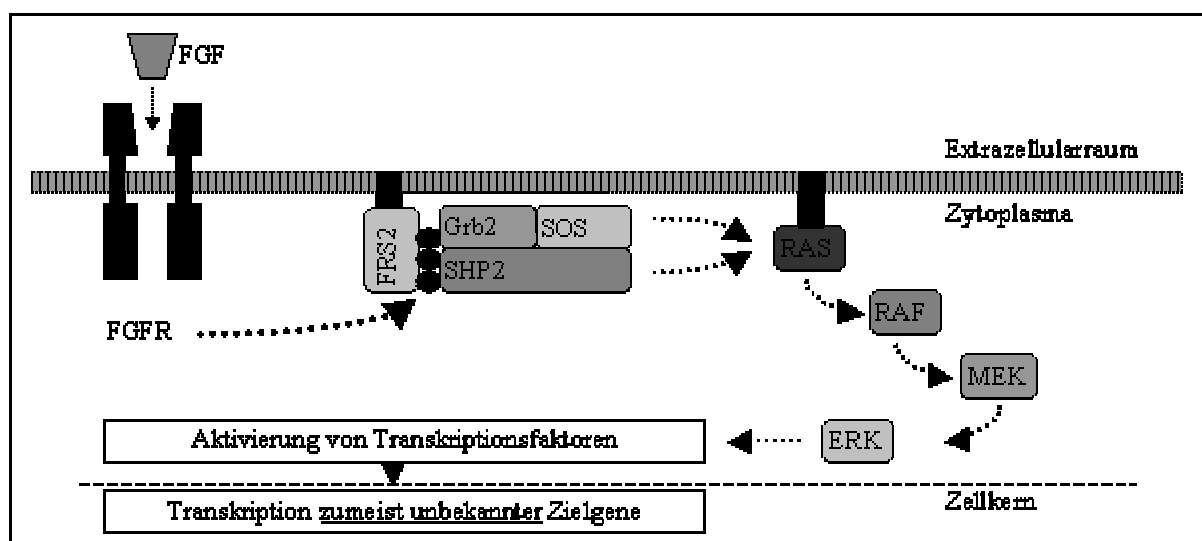 FGF
Extrazellularraum
Zytoplasma
FRS2
Grb2
SOS
SHP2
RAS
FGFR
RAF
MEK
ERK
Aktivierung von Transkriptionsfaktoren
Zellkern
Transkription zumeist unbekannter Zielgene